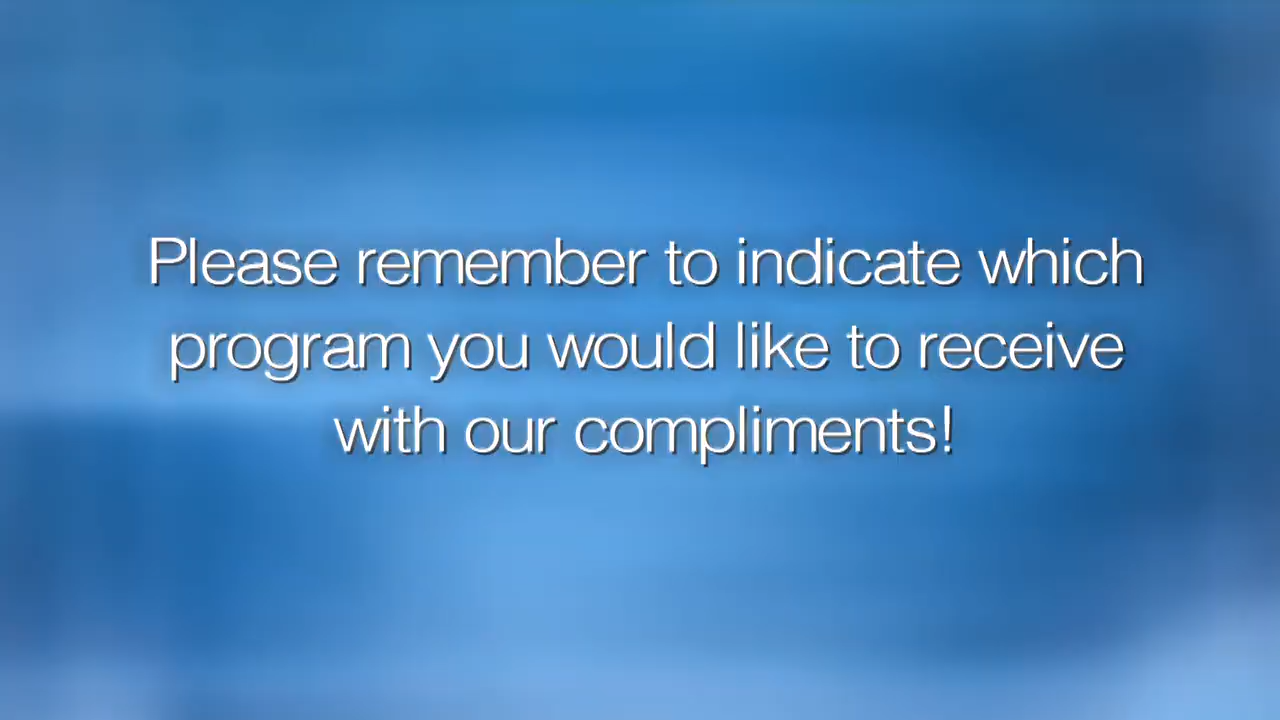 Please remember to indicate which
program you would like to receive
with our compliments!